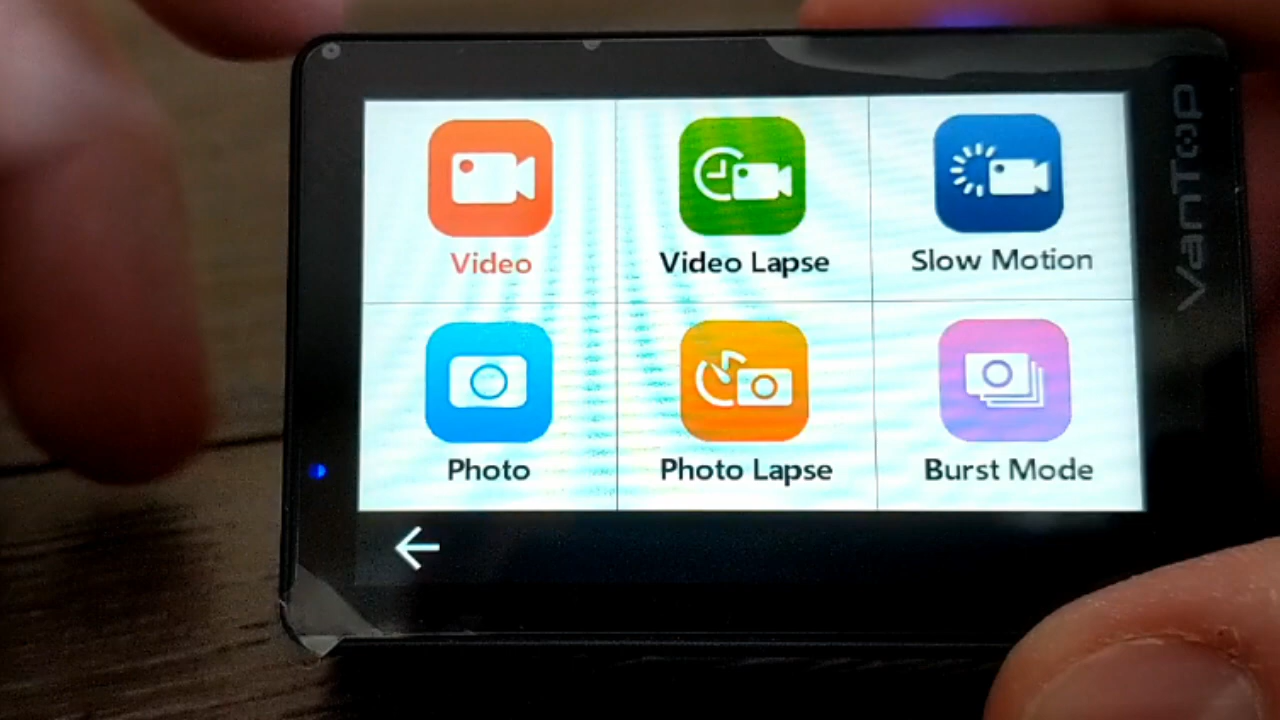 Video
Video Lapse
Slow Motion
Photo
Photo Lapse
Burst Mode
VanTop